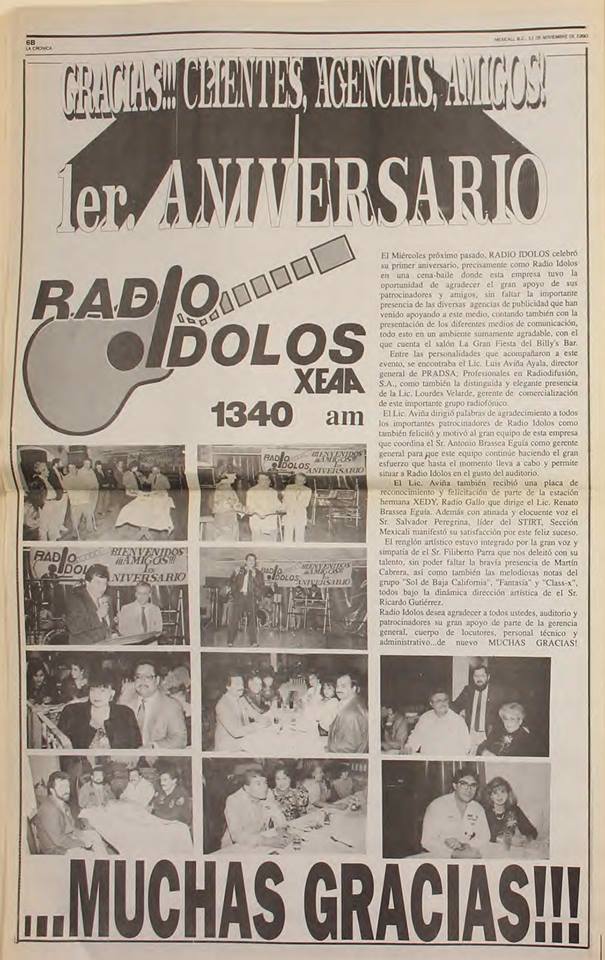 6B
LA CRONICA
MEXICALI, B.C., DE NOVIEMBRE DE 1990
GRACIAS!!! CLIENTES, AGENCIAS, AMIGOS!
1er. ANIVERSARIO
RADIO
IDOLOS
XEAA
1340 am
El Miércoles próximo pasado, RADIO IDOLOS celebró
su primer aniversario, precisamente como Radio Idolos
en una cena-baile donde esta empresa tuvo la
oportunidad de agradecer el gran apoyo de sus
patrocinadores y amigos, sin faltar la importante
presencia de las diversas agencias de publicidad que han
venido apoyando a este medio, contando también con la
presentación de los diferentes medios de comunicación,
todo esto en un ambiente sumamente agradable, con el
que cuenta el salón La Gran Fiesta del Billy's Bar.
Entre las personalidades que acompañaron a este
evento, se encontraba el Lic. Luis Aviña Ayala, director
general de PRADSA; Profesionales en Radiodifusión,
S.A., como también la distinguida y elegante presencia
de la Lic. Lourdes Velarde, gerente de comercialización
de este importante grupo radiofónico.
El Lic. Aviña dirigió palabras de agradecimiento a todos
los importantes patrocinadores de Radio Idolos como
también felicitó y motivó al gran equipo de esta empresa
que coordina el Sr. Antonio Brassea Eguía como gerente
general para que este equipo continúe haciendo el gran
esfuerzo que hasta el momento lleva a cabo y permite
situar a Radio Idolos en el gusto del auditorio.
El Lic. Aviña también recibió una placa de
reconocimiento y felicitación de parte de la estación
hermana XEDY, Radio Gallo que dirige el Lic. Renato
Brassea Eguía. Además con atinada y elocuente voz el
Sr. Salvador Peregrina, líder del STIRT, Sección
Mexicali manifestó su satisfacción por este feliz suceso.
El renglón artístico estuvo integrado por la gran voz y
simpatía de el Sr. Filiberto Parra que nos deleitó con su
talento, sin poder faltar la bravía presencia de Martín
Cabrera, así como también las melodiosas notas del
grupo "Sol de Baja California", "Fantasía" y "Class-x",
todos bajo la dinámica dirección artística de el Sr.
Ricardo Gutiérrez.
Radio Idolos desea agradecer a todos ustedes, auditorio y
patrocinadores su gran apoyo de parte de la gerencia
general, cuerpo de locutores, personal técnico y
administrativo...de nuevo MUCHAS GRACIAS!
RADIO
IDOLOS
BIENVENIDOS
¡¡¡AMIGOS!!!
ANIVERSARIO
RADIO
IDOL
BIENVENIDOS
¡¡¡AMIGOS!!!
ANIVERSARIO
RADIO
IDOLOS
BIENVENIDOS
AMIGOS!!!
ANIVERSARIO
...MUCHAS GRACIAS!!!